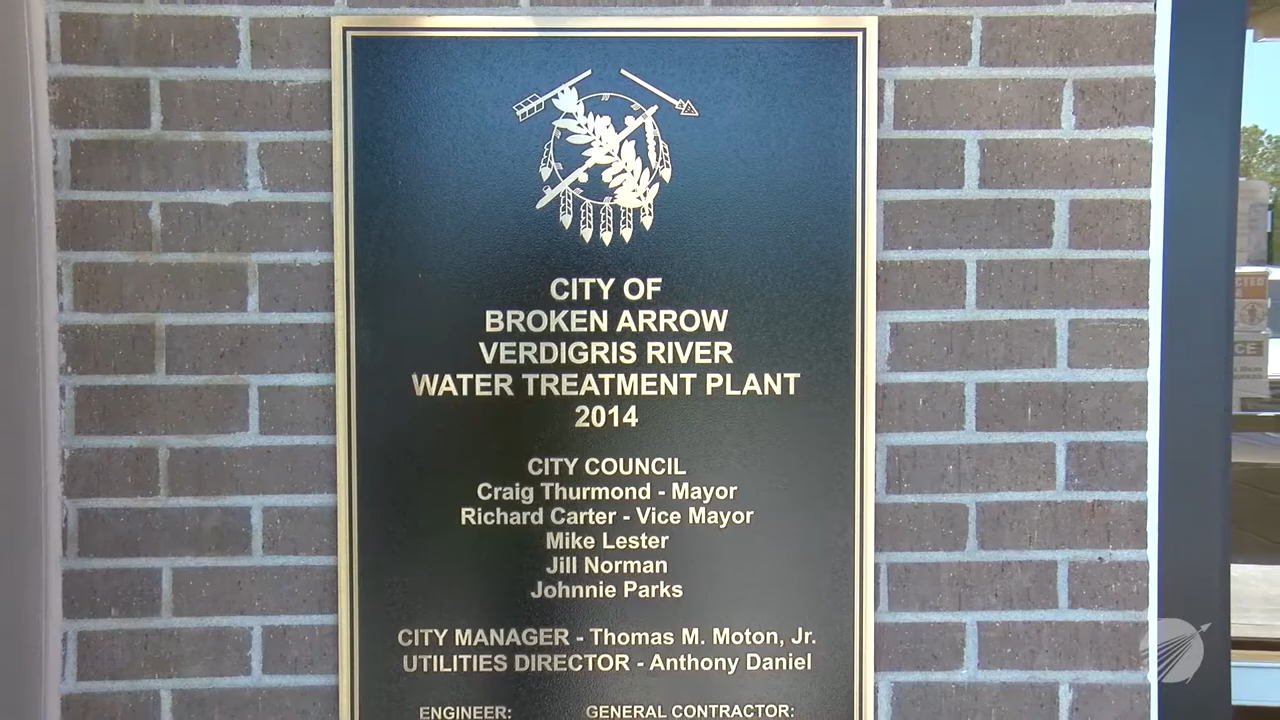 CITY OF
BROKEN ARROW
VERDIGRIS RIVER
WATER TREATMENT PLANT
2014
CITY COUNCIL
Craig Thurmond - Mayor
Richard Carter - Vice Mayor
Mike Lester
Jill Norman
Johnnie Parks
CITY MANAGER - Thomas M. Moton, Jr.
UTILITIES DIRECTOR - Anthony Daniel
ENGINEER: GENERAL CONTRACTOR: